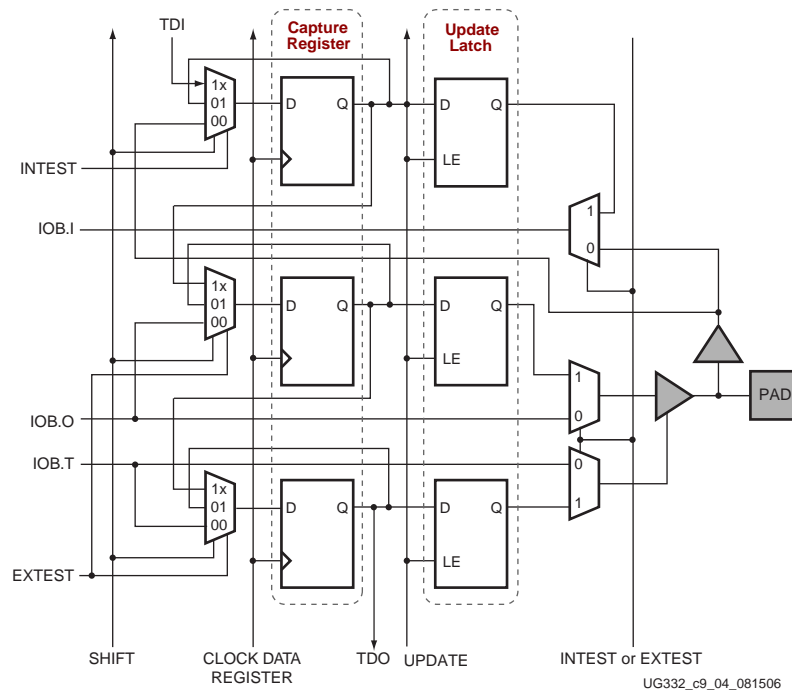 TDI
Capture
Register
Update
Latch
1x
01
00
D
Q
D
Q
LE
INTEST
1
IOB.I
0
1x
01
00
D
Q
D
Q
LE
1
PAD
IOB.O
0
IOB.T
0
1x
01
00
D
Q
D
Q
1
LE
EXTEST
SHIFT
CLOCK DATA
REGISTER
TDO
UPDATE
INTEST or EXTEST
UG332_c9_04_081506